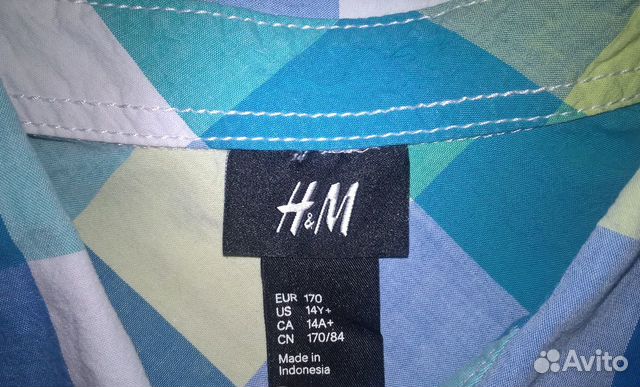 H&M
EUR 170
US 14Y+
CA 14A+
CN 170/84
Made in
Indonesia
Avito